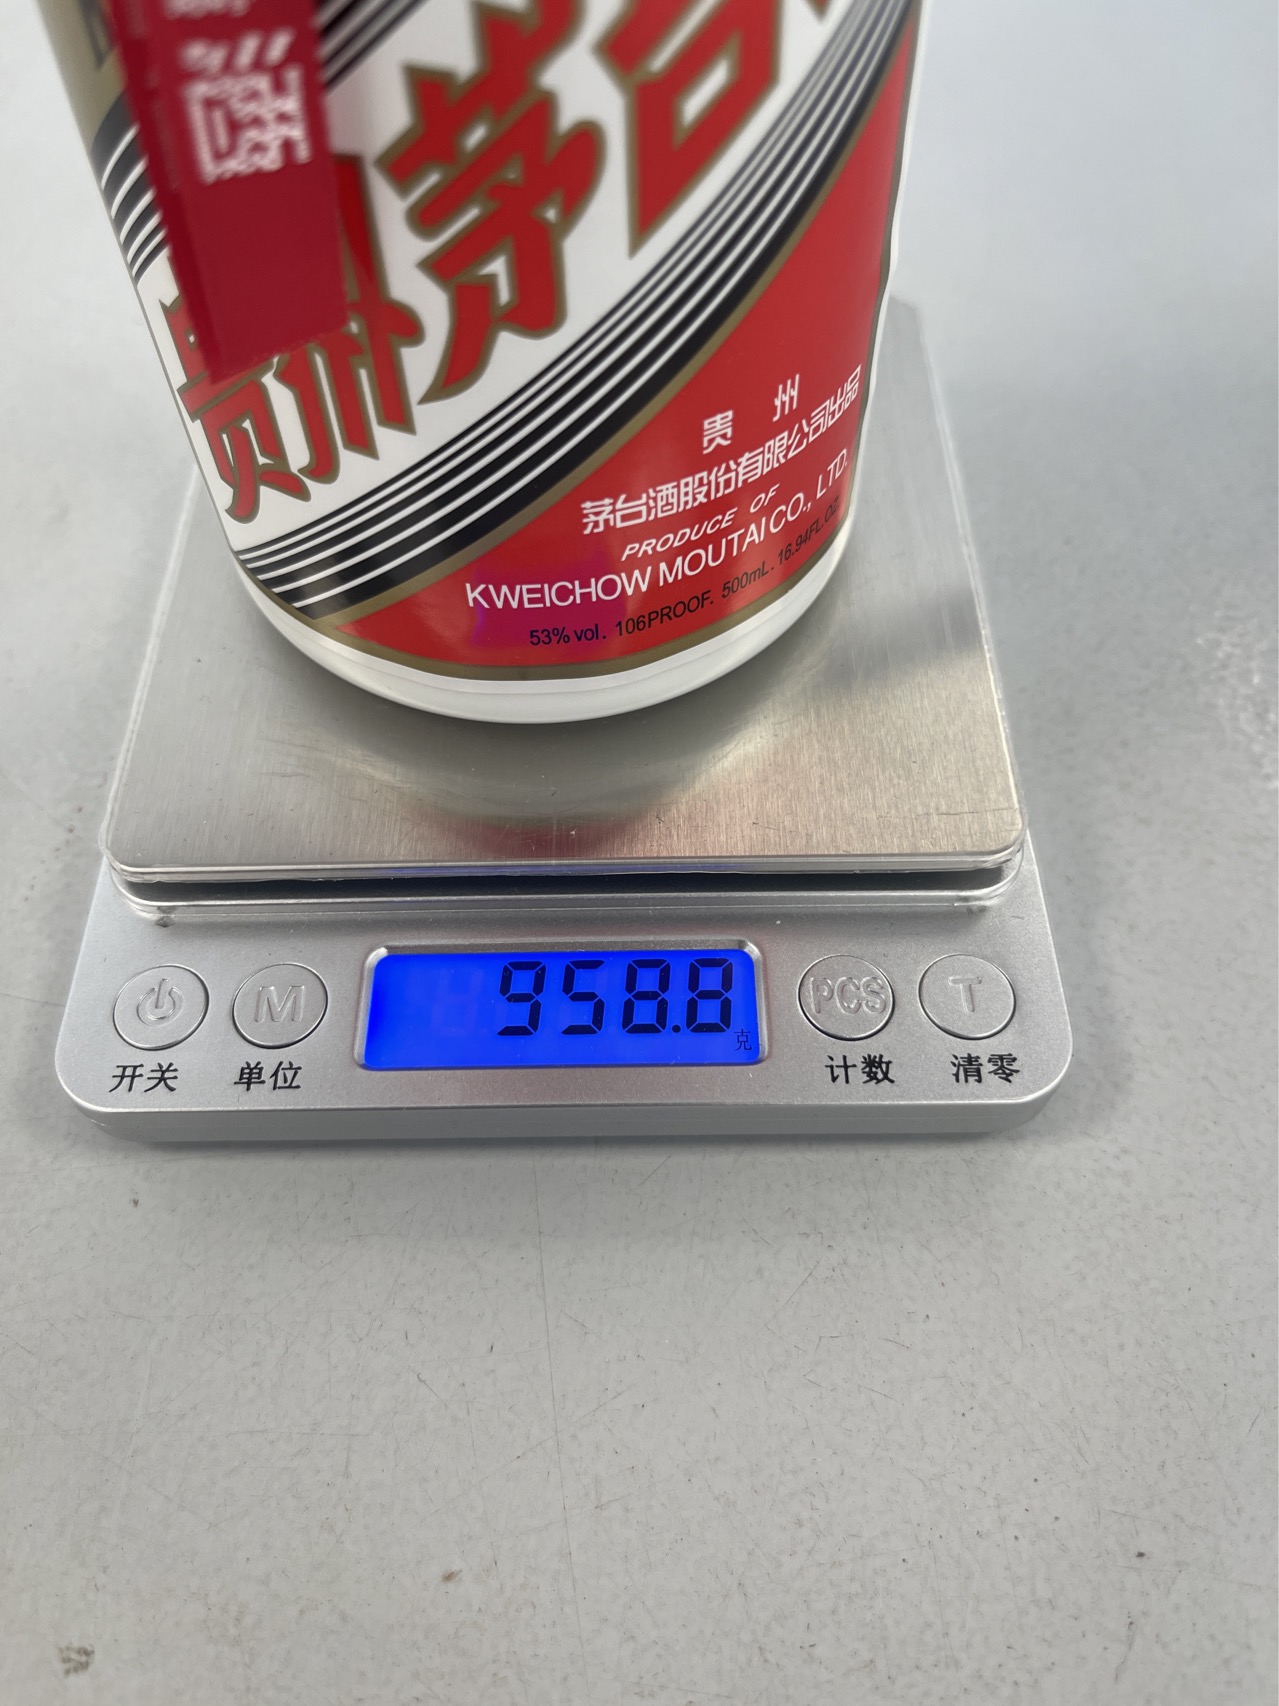 贵州茅台
贵州
茅台酒股份有限公司出品
PRODUCE OF
KWEICHOW MOUTAI CO., LTD.
53% vol. 106PROOF. 500mL. 16.94FL.OZ
958.8
克
M
PCS
T
开关
单位
计数
清零